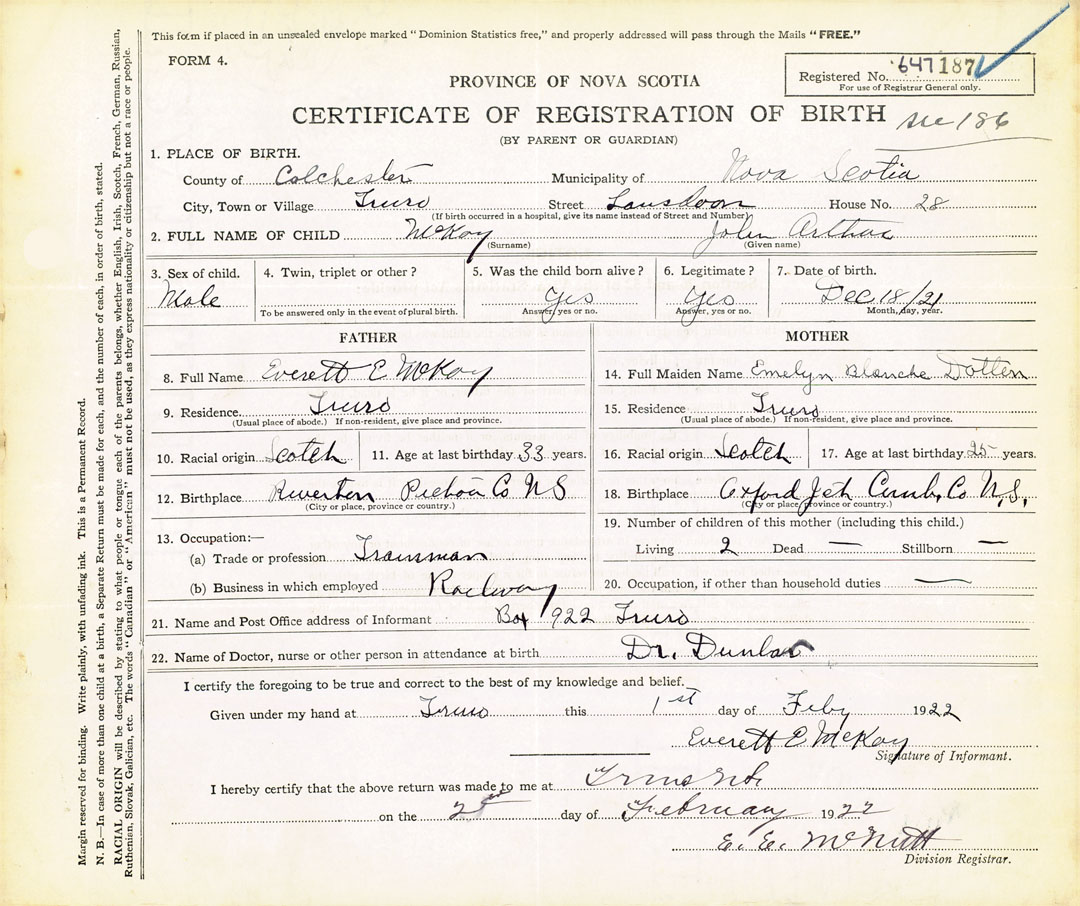 This form if placed in an unsealed envelope marked "Dominion Statistics free," and properly addressed will pass through the Mails "FREE."
FORM 4.
Registered No. 647187
For use of Registrar General only.
PROVINCE OF NOVA SCOTIA
CERTIFICATE OF REGISTRATION OF BIRTH
186
(BY PARENT OR GUARDIAN)
1. PLACE OF BIRTH.
County of Colchester Municipality of Nova Scotia
City, Town or Village Truro Street Lansdoon House No. 28
(If birth occurred in a hospital, give its name instead of Street and Number)
2. FULL NAME OF CHILD McKay John Arthur
(Surname) (Given name)
3. Sex of child. 4. Twin, triplet or other? 5. Was the child born alive? 6. Legitimate? 7. Date of birth.
Male Yes Yes Dec 18/21
To be answered only in the event of plural birth. Answer, yes or no. Answer, yes or no. Month, day, year.
FATHER MOTHER
8. Full Name Everett E McKay 14. Full Maiden Name Emelyn Blanche Dotten
9. Residence. Truro 15. Residence Truro
(Usual place of abode.) If non-resident, give place and province. (Usual place of abode.) If non-resident, give place and province.
10. Racial origin Scotch 11. Age at last birthday 33 years. 16. Racial origin Scotch 17. Age at last birthday 25 years.
12. Birthplace Riverton Pictou Co NS 18. Birthplace Oxford Jct Cumb. Co N.S.
(City or place, province or country.) (City or place, province or country.)
13. Occupation:— 19. Number of children of this mother (including this child.)
(a) Trade or profession Trainman Living 2 Dead — Stillborn —
(b) Business in which employed Railway 20. Occupation, if other than household duties —
21. Name and Post Office address of Informant Box 922 Truro
22. Name of Doctor, nurse or other person in attendance at birth Dr. Dunlar
I certify the foregoing to be true and correct to the best of my knowledge and belief.
Given under my hand at Truro this 1st day of Feby 1922
Everett E McKay
Signature of Informant.
I hereby certify that the above return was made to me at Truro
on the 2nd day of February 1922
E. E. McNutt
Division Registrar.
Margin reserved for binding. Write plainly, with unfading ink. This is a Permanent Record.
N. B.—In case of more than one child at a birth, a Separate Return must be made for each, and the number of each, in order of birth, stated.
RACIAL ORIGIN will be described by stating to what people or tongue each of the parents belongs, whether English, Irish, Scotch, French, German, Russian,
Ruthenian, Slovak, Galician, etc. The words "Canadian" or "American" must not be used, as they express nationality or citizenship but not a race or people.